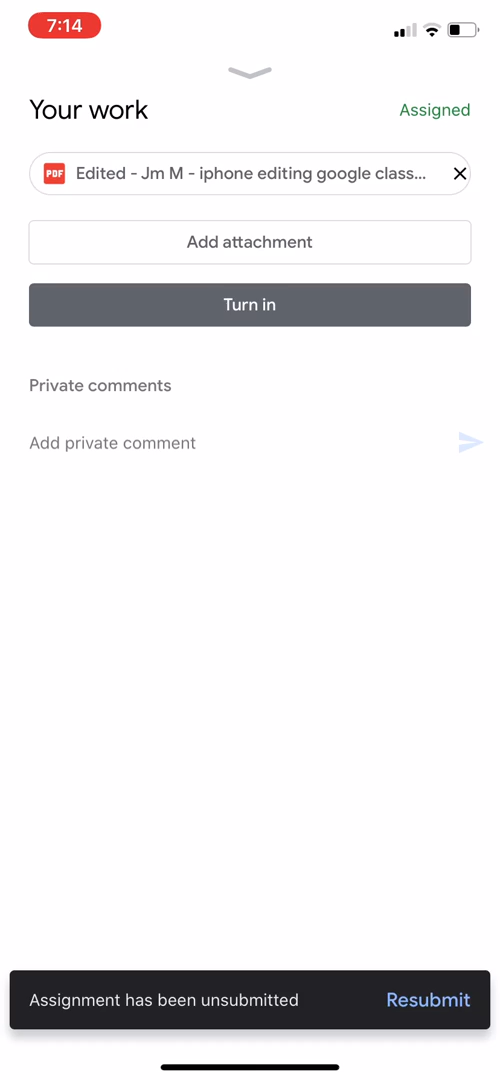 7:14
Your work
Assigned
PDF
Edited - Jm M - iphone editing google class...
Add attachment
Turn in
Private comments
Add private comment
Assignment has been unsubmitted
Resubmit